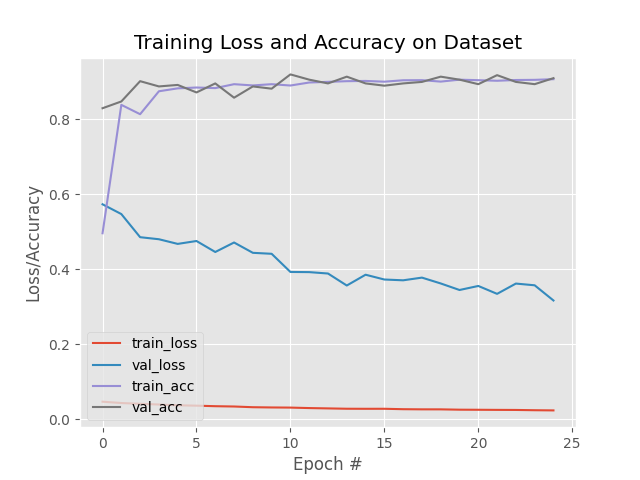 Training Loss and Accuracy on Dataset
Loss/Accuracy
0.8
0.6
0.4
0.2
0.0
train_loss
val_loss
train_acc
val_acc
0 5 10 15 20 25
Epoch #